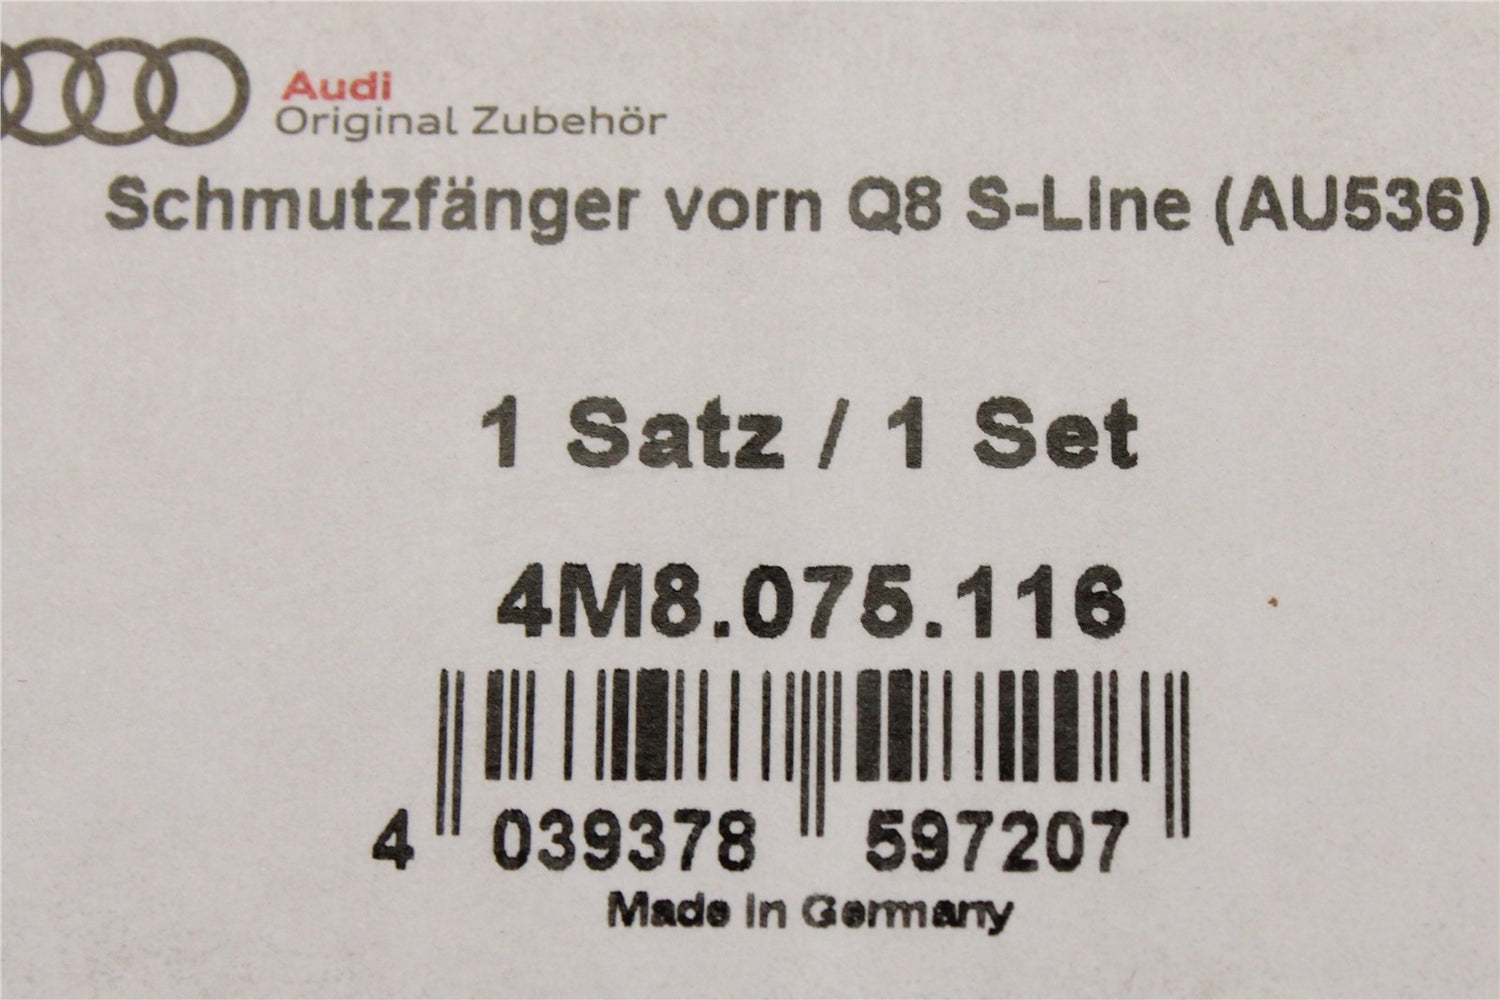 Audi
Original Zubehör
Schmutzfänger vorn Q8 S-Line (AU536)
1 Satz / 1 Set
4M8.075.116
4 039378 597207
Made in Germany